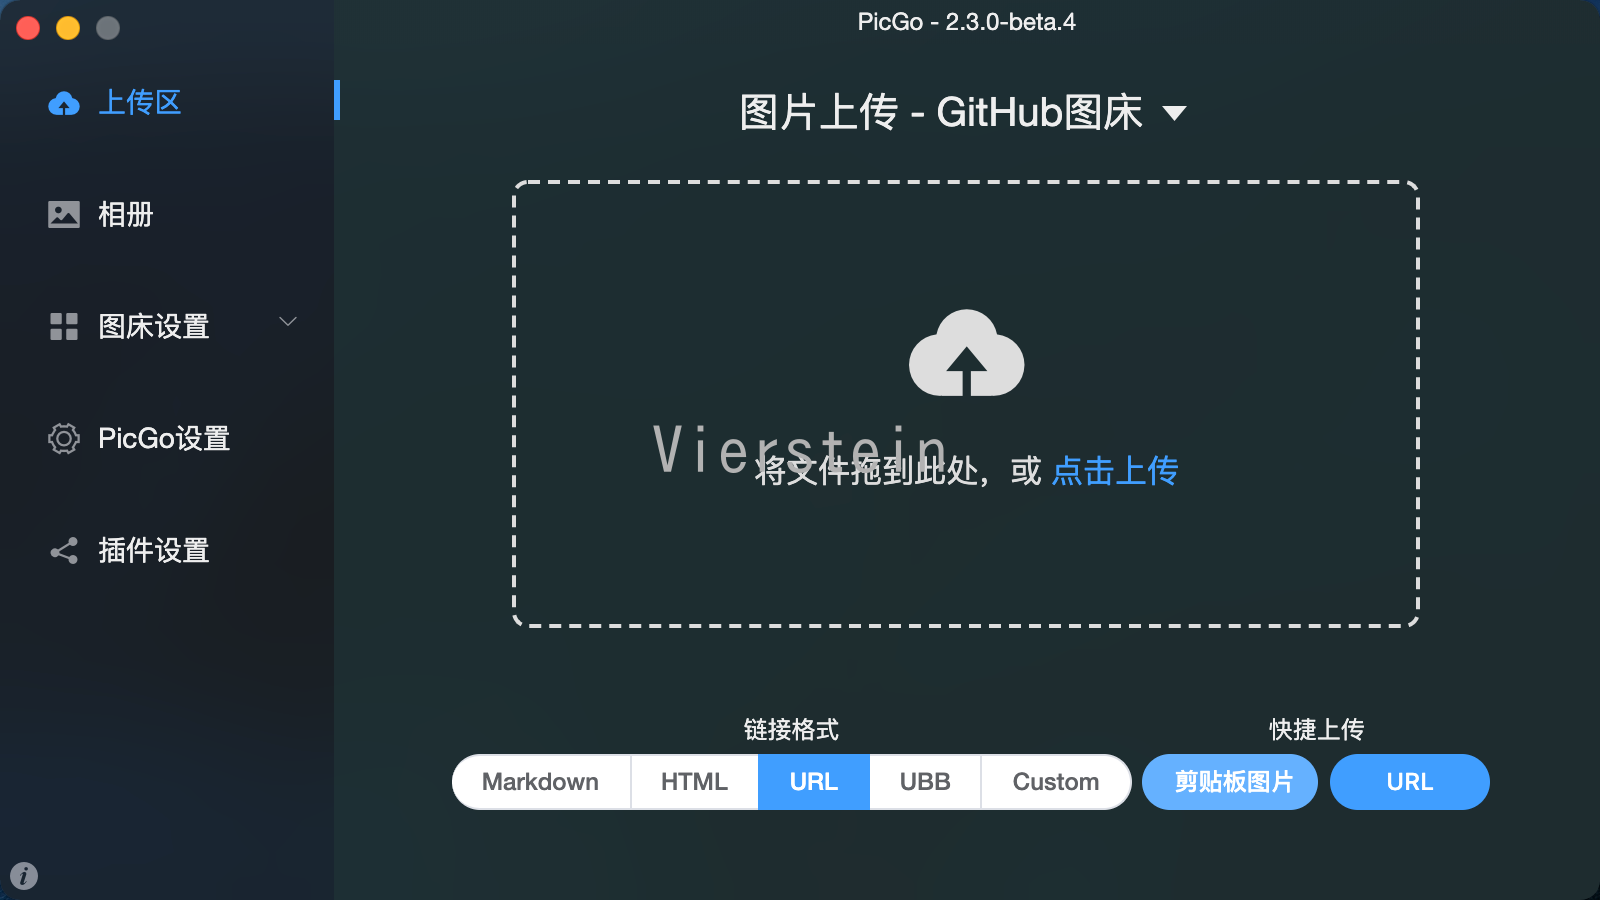 PicGo - 2.3.0-beta.4
上传区
相册
图床设置
PicGo设置
插件设置
图片上传 - GitHub图床
Vierstein
将文件拖到此处，或 点击上传
链接格式
快捷上传
Markdown HTML URL UBB Custom 剪贴板图片 URL
i